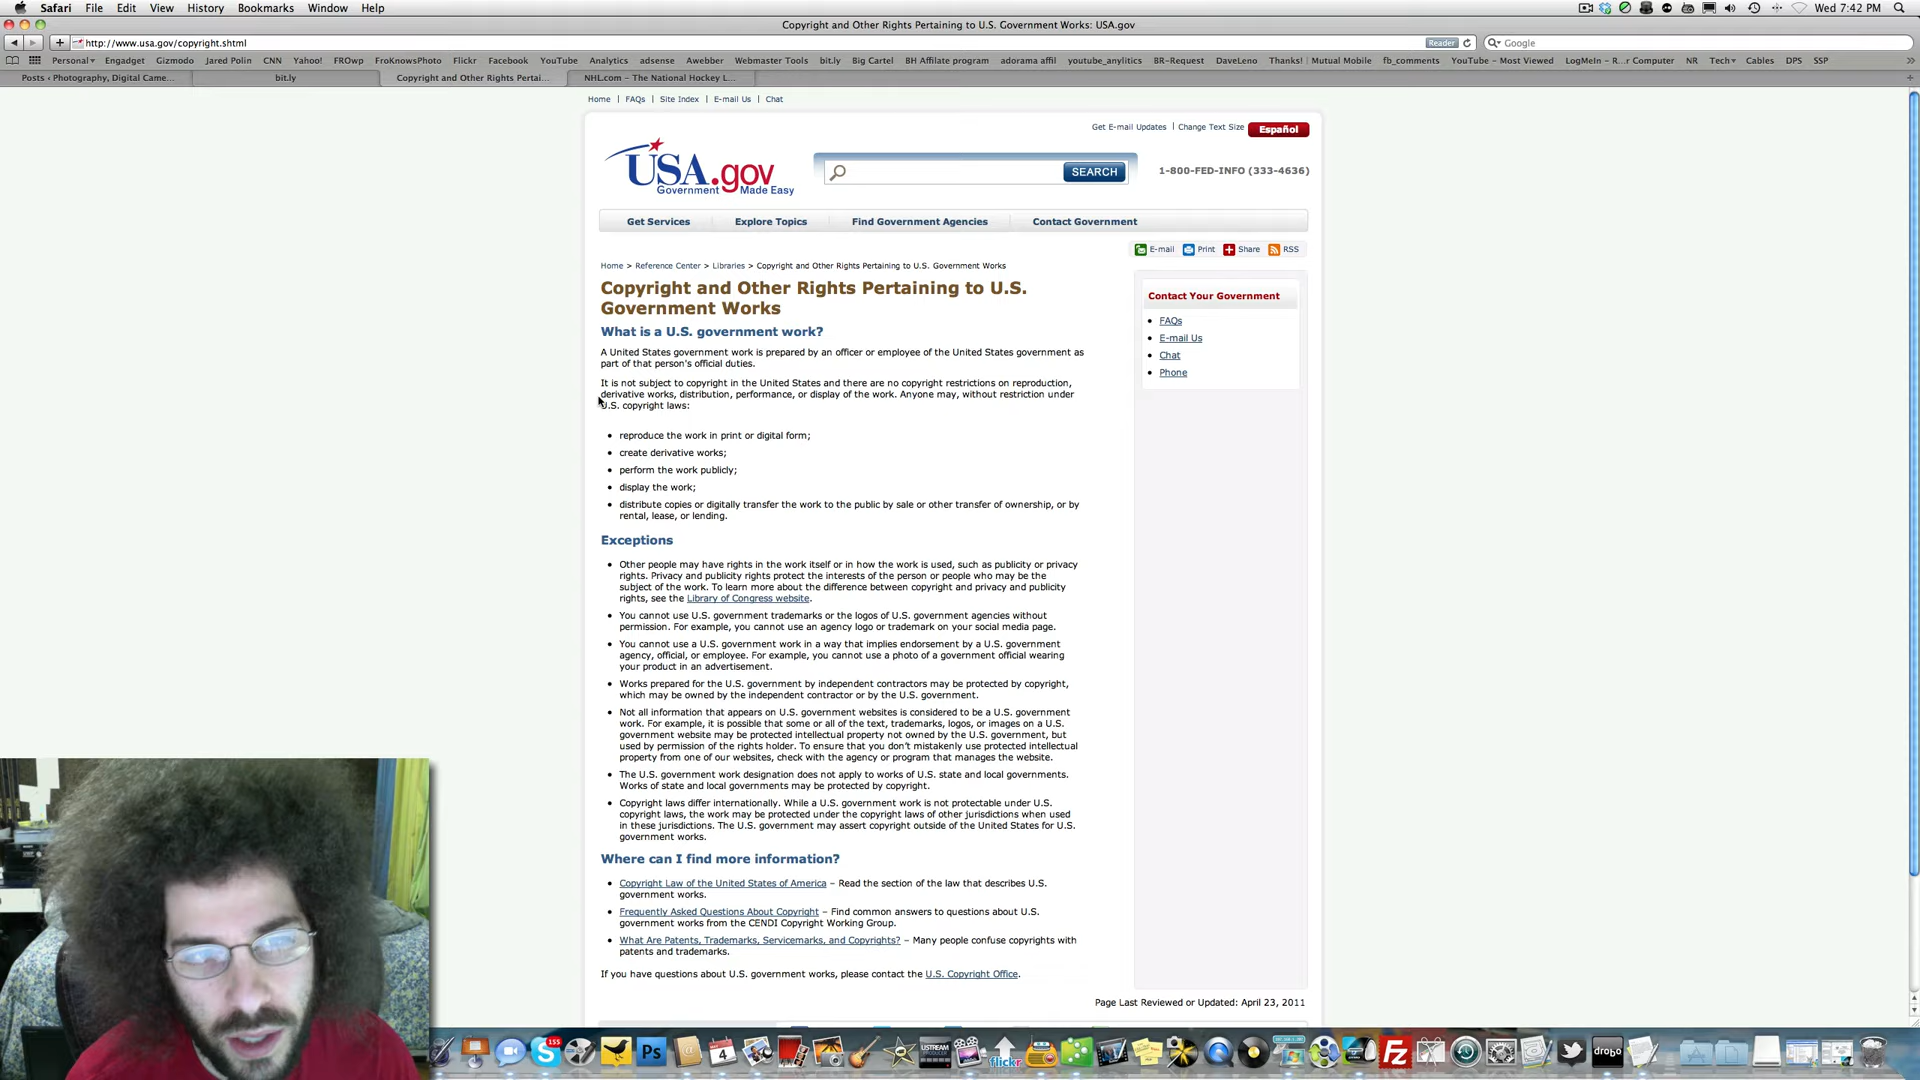 Safari File Edit View History Bookmarks Window Help
Wed 7:42 PM
Copyright and Other Rights Pertaining to U.S. Government Works: USA.gov
http://www.usa.gov/copyright.shtml
Reader
Google
Personal Engadget Gizmodo Jared Polin CNN Yahoo! FROwp FroKnowsPhoto Flickr Facebook YouTube Analytics adsense Awebber Webmaster Tools bit.ly Big Cartel BH Affilate program adorama affil youtube_anylitics BR-Request DaveLeno Thanks! Mutual Mobile fb_comments YouTube - Most Viewed LogMeIn - R...r Computer NR Tech Cables DPS SSP
Posts ‹ Photography, Digital Came...
bit.ly
Copyright and Other Rights Pertai...
NHL.com - The National Hockey L...
Home | FAQs | Site Index | E-mail Us | Chat
Get E-mail Updates | Change Text Size Español
USA.gov
Government Made Easy
SEARCH
1-800-FED-INFO (333-4636)
Get Services Explore Topics Find Government Agencies Contact Government
E-mail Print Share RSS
Home > Reference Center > Libraries > Copyright and Other Rights Pertaining to U.S. Government Works
Copyright and Other Rights Pertaining to U.S.
Government Works
What is a U.S. government work?
A United States government work is prepared by an officer or employee of the United States government as
part of that person's official duties.
It is not subject to copyright in the United States and there are no copyright restrictions on reproduction,
derivative works, distribution, performance, or display of the work. Anyone may, without restriction under
U.S. copyright laws:
• reproduce the work in print or digital form;
• create derivative works;
• perform the work publicly;
• display the work;
• distribute copies or digitally transfer the work to the public by sale or other transfer of ownership, or by
rental, lease, or lending.
Exceptions
• Other people may have rights in the work itself or in how the work is used, such as publicity or privacy
rights. Privacy and publicity rights protect the interests of the person or people who may be the
subject of the work. To learn more about the difference between copyright and privacy and publicity
rights, see the Library of Congress website.
• You cannot use U.S. government trademarks or the logos of U.S. government agencies without
permission. For example, you cannot use an agency logo or trademark on your social media page.
• You cannot use a U.S. government work in a way that implies endorsement by a U.S. government
agency, official, or employee. For example, you cannot use a photo of a government official wearing
your product in an advertisement.
• Works prepared for the U.S. government by independent contractors may be protected by copyright,
which may be owned by the independent contractor or by the U.S. government.
• Not all information that appears on U.S. government websites is considered to be a U.S. government
work. For example, it is possible that some or all of the text, trademarks, logos, or images on a U.S.
government website may be protected intellectual property not owned by the U.S. government, but
used by permission of the rights holder. To ensure that you don't mistakenly use protected intellectual
property from one of our websites, check with the agency or program that manages the website.
• The U.S. government work designation does not apply to works of U.S. state and local governments.
Works of state and local governments may be protected by copyright.
• Copyright laws differ internationally. While a U.S. government work is not protectable under U.S.
copyright laws, the work may be protected under the copyright laws of other jurisdictions when used
in these jurisdictions. The U.S. government may assert copyright outside of the United States for U.S.
government works.
Where can I find more information?
• Copyright Law of the United States of America – Read the section of the law that describes U.S.
government works.
• Frequently Asked Questions About Copyright – Find common answers to questions about U.S.
government works from the CENDI Copyright Working Group.
• What Are Patents, Trademarks, Servicemarks, and Copyrights? – Many people confuse copyrights with
patents and trademarks.
If you have questions about U.S. government works, please contact the U.S. Copyright Office.
Page Last Reviewed or Updated: April 23, 2011
Contact Your Government
• FAQs
• E-mail Us
• Chat
• Phone
155
Ps
4
USTREAM
flickr
FZ
drobo